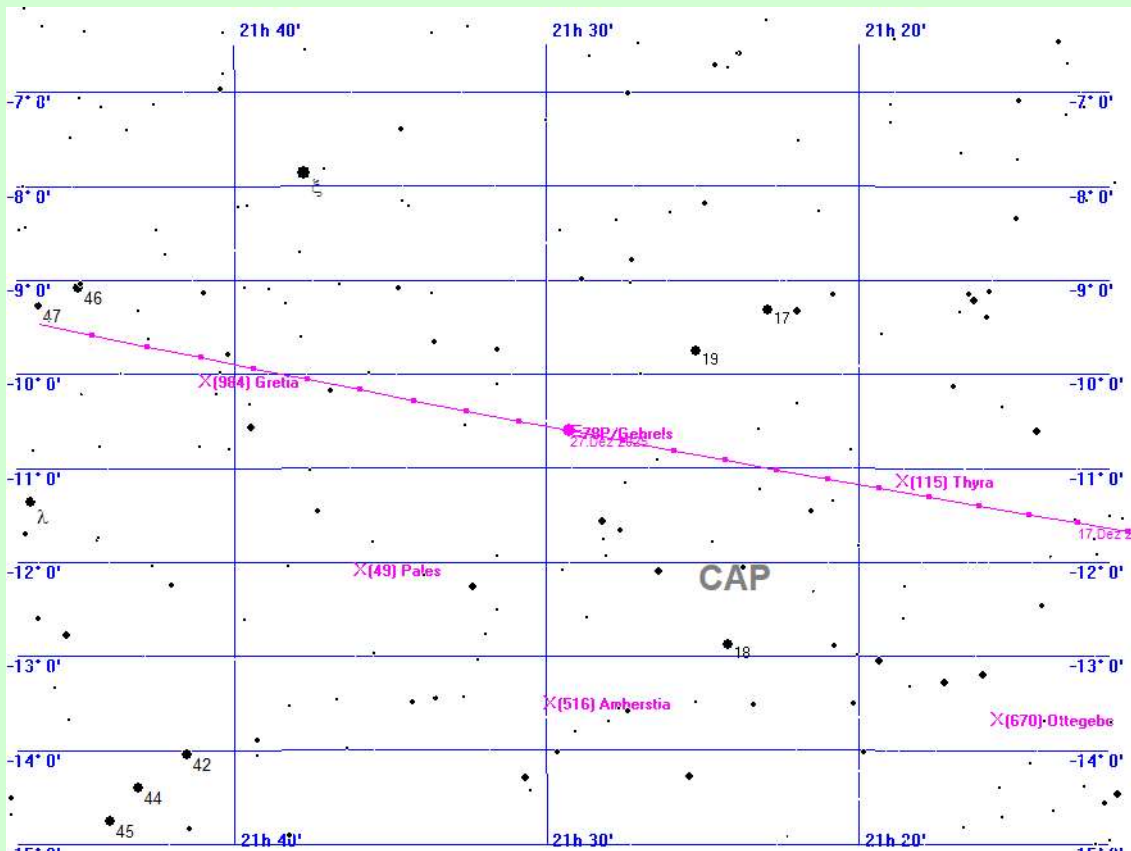 21h 40' 21h 30' 21h 20'
-7° 0' -7° 0'
ξ
-8° 0' -8° 0'
-9° 0' -9° 0'
46
47
17
19
-10° 0' (984) Gretia -10° 0'
78P/Gehrels
27.Dez
-11° 0' (115) Thyra -11° 0'
λ
17.Dez
-12° 0' (49) Pales CAP -12° 0'
18
-13° 0' -13° 0'
(516) Amherstia
(670) Ottegebe
-14° 0' -14° 0'
42
44
45
21h 40' 21h 30' 21h 20'